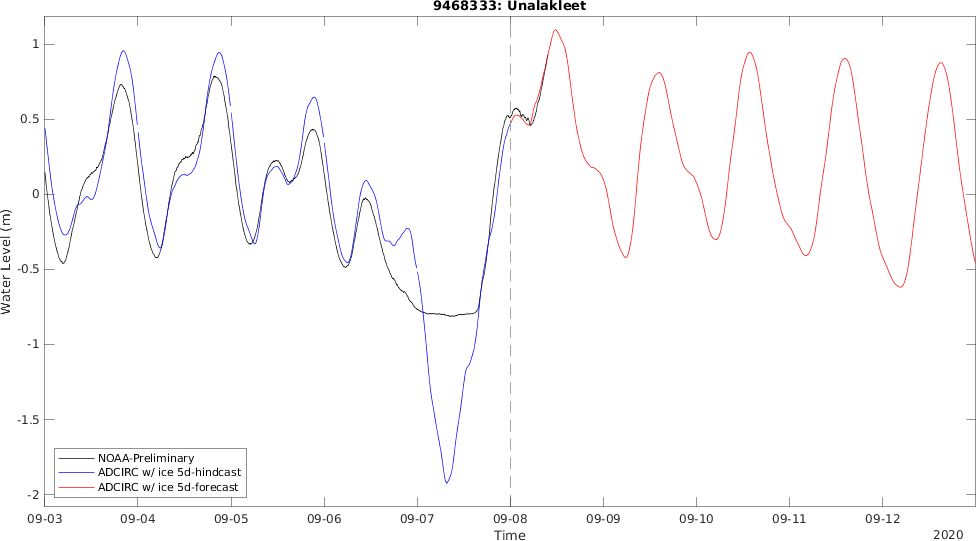 9468333: Unalakleet
1
0.5
0
-0.5
-1
-1.5
-2
Water Level (m)
NOAA-Preliminary
ADCIRC w/ ice 5d-hindcast
ADCIRC w/ ice 5d-forecast
09-03 09-04 09-05 09-06 09-07 09-08 09-09 09-10 09-11 09-12
Time
2020